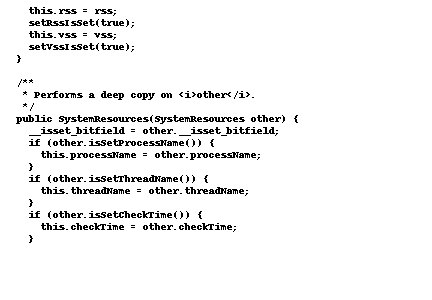 this.rss = rss;
    setRssIsSet(true);
    this.vss = vss;
    setVssIsSet(true);
  }
  /**
   * Performs a deep copy on <i>other</i>.
   */
  public SystemResources(SystemResources other) {
    __isset_bitfield = other.__isset_bitfield;
    if (other.isSetProcessName()) {
      this.processName = other.processName;
    }
    if (other.isSetThreadName()) {
      this.threadName = other.threadName;
    }
    if (other.isSetCheckTime()) {
      this.checkTime = other.checkTime;
    }